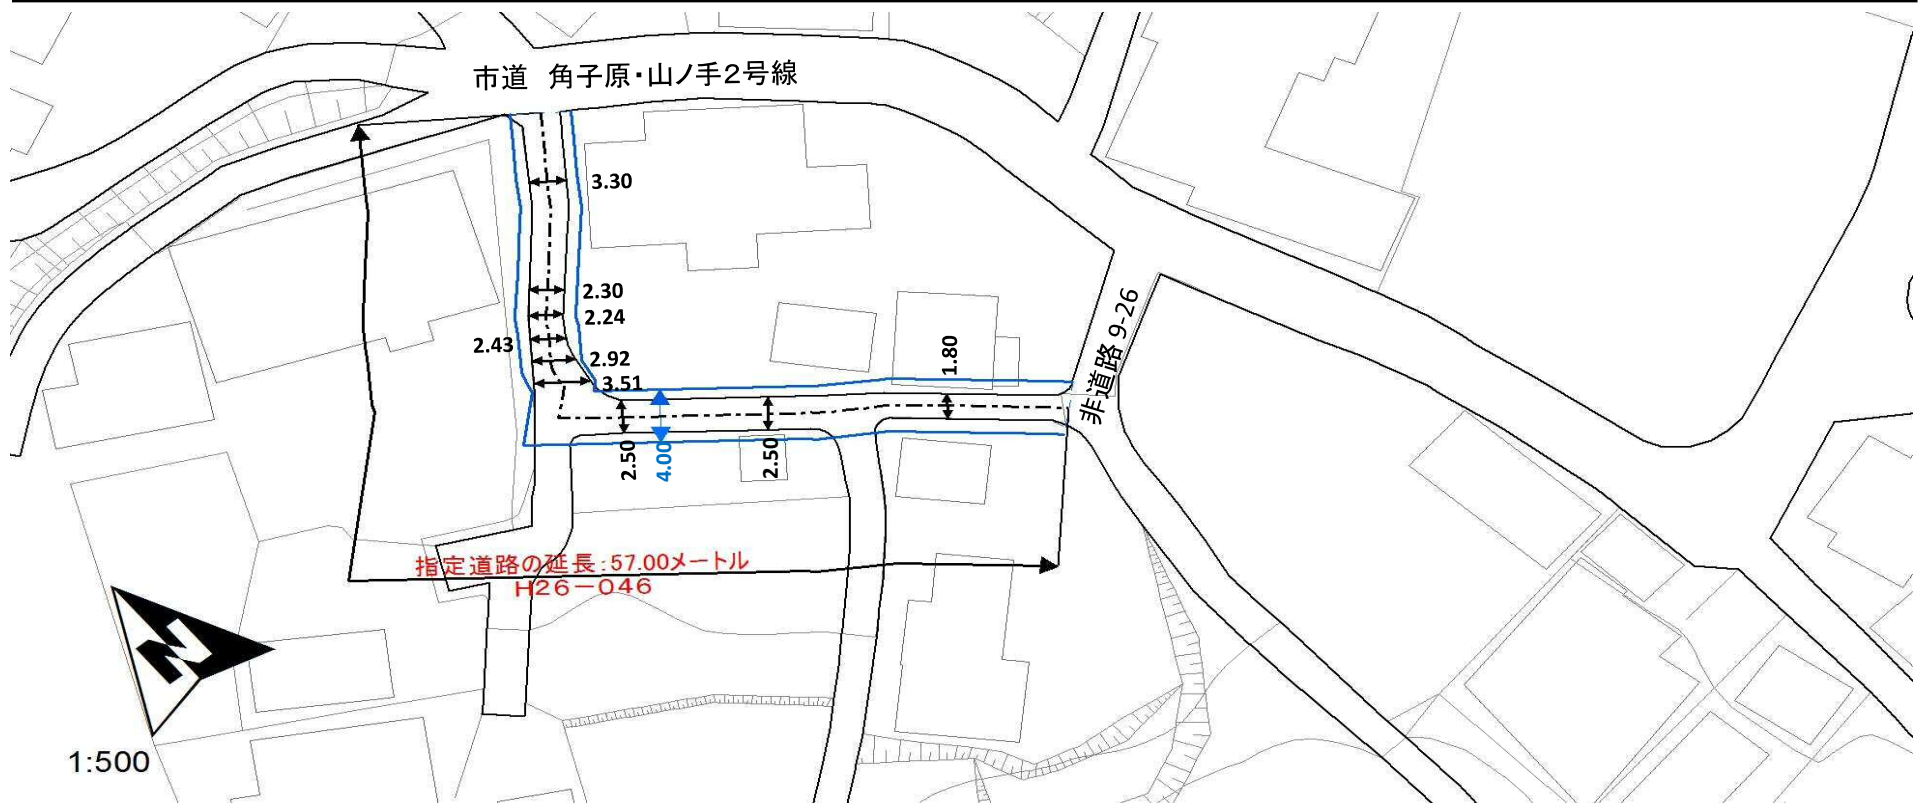 市道　角子原・山ノ手２号線
3.30
2.30
2.24
2.43
2.92
3.51
1.80
非道路 9-26
2.50
4.00
2.50
指定道路の延長：57.00メートル
H26－046
N
1:500